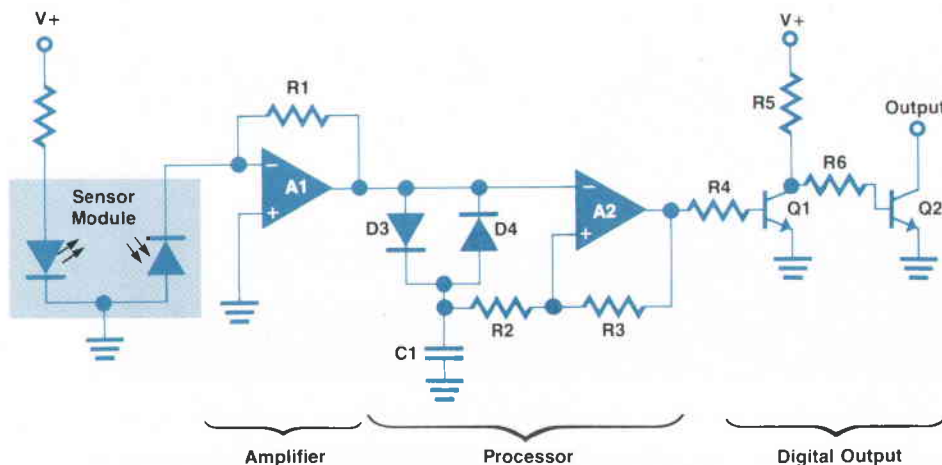 V+
V+
R1
R5
Output
Sensor
Module
−
A1
+
D3
D4
−
A2
+
R4
R6
Q1
Q2
R2
R3
C1
Amplifier
Processor
Digital Output